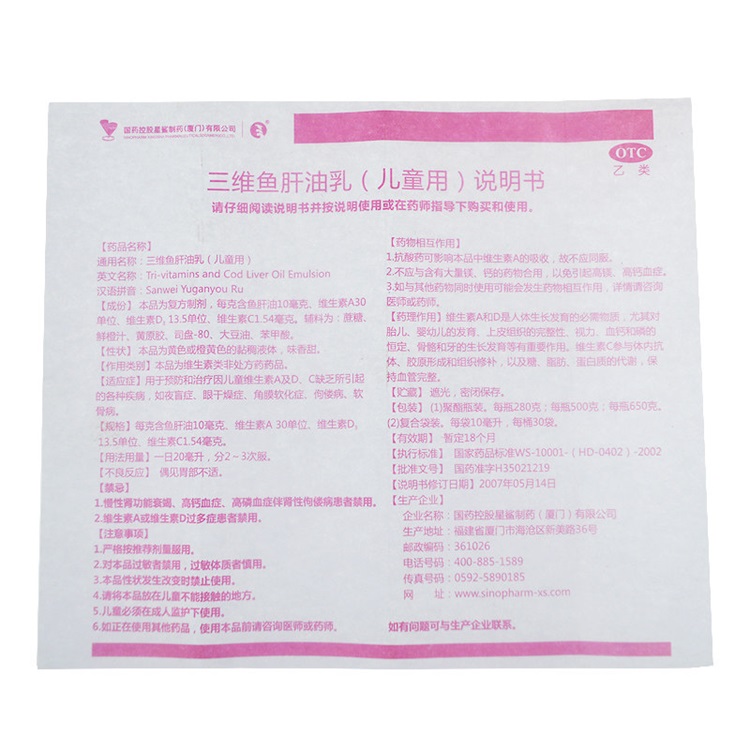 国药控股星鲨制药(厦门)有限公司
OTC
乙 类
三维鱼肝油乳(儿童用)说明书
请仔细阅读说明书并按说明使用或在药师指导下购买和使用。
【药品名称】
通用名称:三维鱼肝油乳(儿童用)
英文名称:Tri-vitamins and Cod Liver Oil Emulsion
汉语拼音:Sanwei Yuganyou Ru
【成份】本品为复方制剂,每克含鱼肝油10毫克、维生素A30
单位、维生素D₂ 13.5单位、维生素C1.54毫克。辅料为:蔗糖、
鲜橙汁、黄原胶、司盘-80、大豆油、苯甲酸。
【性状】本品为黄色或橙黄色的黏稠液体,味香甜。
【作用类别】本品为维生素类非处方药药品。
【适应症】用于预防和治疗因儿童维生素A及D、C缺乏所引起
的各种疾病,如夜盲症、眼干燥症、角膜软化症、佝偻病、软
骨病。
【规格】每克含鱼肝油10毫克、维生素A 30单位、维生素D₂
13.5单位、维生素C1.54毫克。
【用法用量】一日20毫升,分2~3次服。
【不良反应】偶见胃部不适。
【禁忌】
1.慢性肾功能衰竭、高钙血症、高磷血症伴肾性佝偻病患者禁用。
2.维生素A或维生素D过多症患者禁用。
【注意事项】
1.严格按推荐剂量服用。
2.对本品过敏者禁用,过敏体质者慎用。
3.本品性状发生改变时禁止使用。
4.请将本品放在儿童不能接触的地方。
5.儿童必须在成人监护下使用。
6.如正在使用其他药品,使用本品前请咨询医师或药师。
【药物相互作用】
1.抗酸药可影响本品中维生素A的吸收,故不应同服。
2.不应与含有大量镁、钙的药物合用,以免引起高镁、高钙血症。
3.如与其他药物同时使用可能会发生药物相互作用,详情请咨询
医师或药师。
【药理作用】维生素A和D是人体生长发育的必需物质,尤其对
胎儿、婴幼儿的发育、上皮组织的完整性、视力、血钙和磷的
恒定、骨骼和牙的生长发育等有重要作用。维生素C参与体内抗
体、胶原形成和组织修补,以及糖、脂肪、蛋白质的代谢,保
持血管完整。
【贮藏】遮光,密闭保存。
【包装】(1)聚酯瓶装。每瓶280克;每瓶500克;每瓶650克。
(2)复合袋装。每袋10毫升,每桶30袋。
【有效期】 暂定18个月
【执行标准】 国家药品标准WS-10001-(HD-0402)-2002
【批准文号】 国药准字H35021219
【说明书修订日期】2007年05月14日
【生产企业】
企业名称:国药控股星鲨制药(厦门)有限公司
生产地址:福建省厦门市海沧区新美路36号
邮政编码:361026
电话号码:400-885-1589
传真号码:0592-5890185
网 址:www.sinopharm-xs.com
如有问题可与生产企业联系。